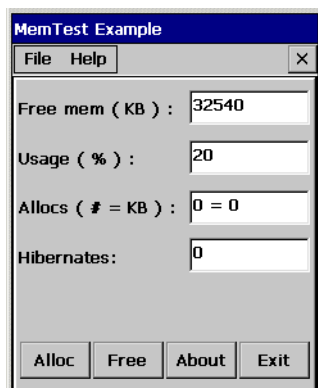 MemTest Example
File Help ×
Free mem ( KB ) : 32540
Usage ( % ) : 20
Allocs ( # = KB ) : 0 = 0
Hibernates: 0
Alloc Free About Exit